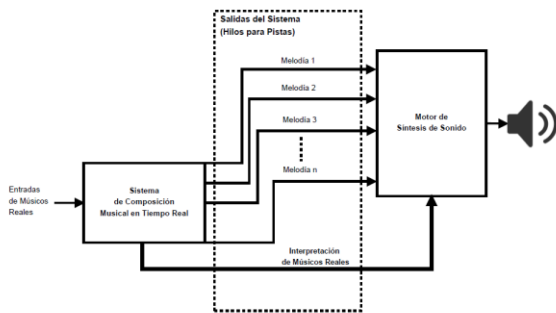 Salidas del Sistema
(Hilos para Pistas)
Melodía 1
Melodía 2
Melodía 3
Melodía n
Motor de
Síntesis de Sonido
Entradas
de Músicos
Reales
Sistema
de Composición
Musical en Tiempo Real
Interpretación
de Músicos Reales